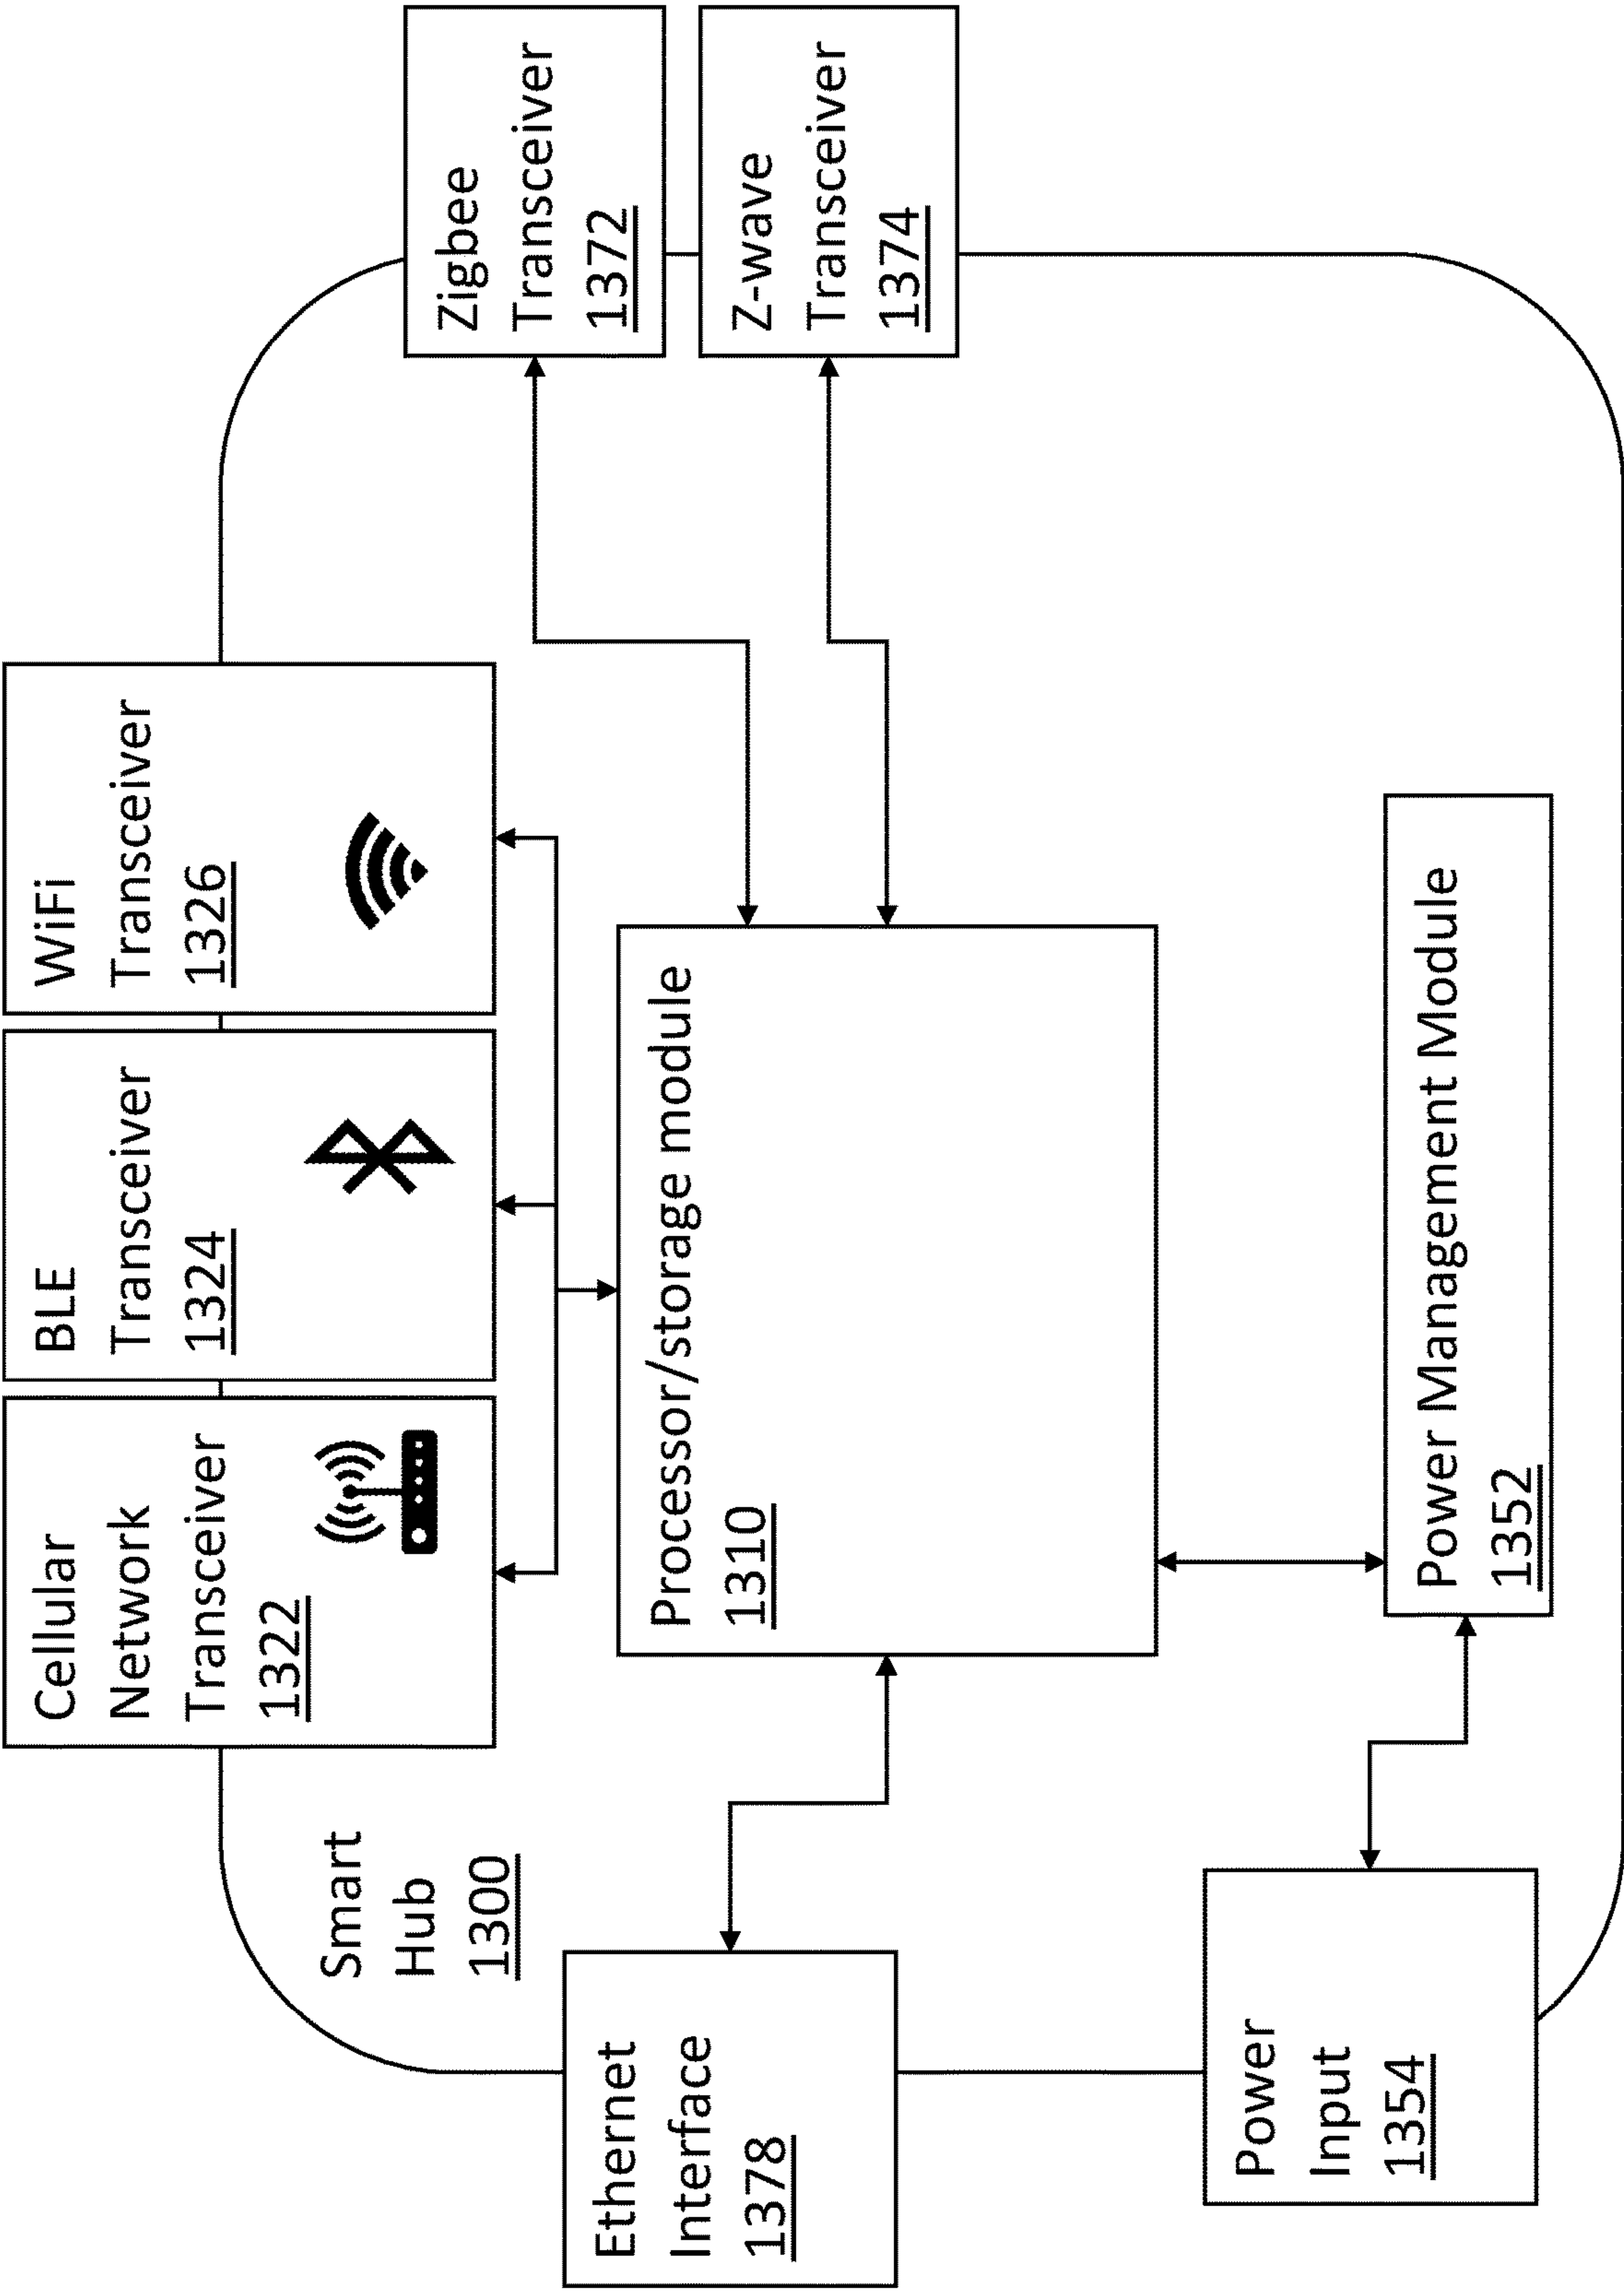 Cellular
Network
Transceiver
1322
BLE
Transceiver
1324
WiFi
Transceiver
1326
Smart
Hub
1300
Zigbee
Transceiver
1372
Z-wave
Transceiver
1374
Ethernet
Interface
1378
Processor/storage module
1310
Power
Input
1354
Power Management Module
1352